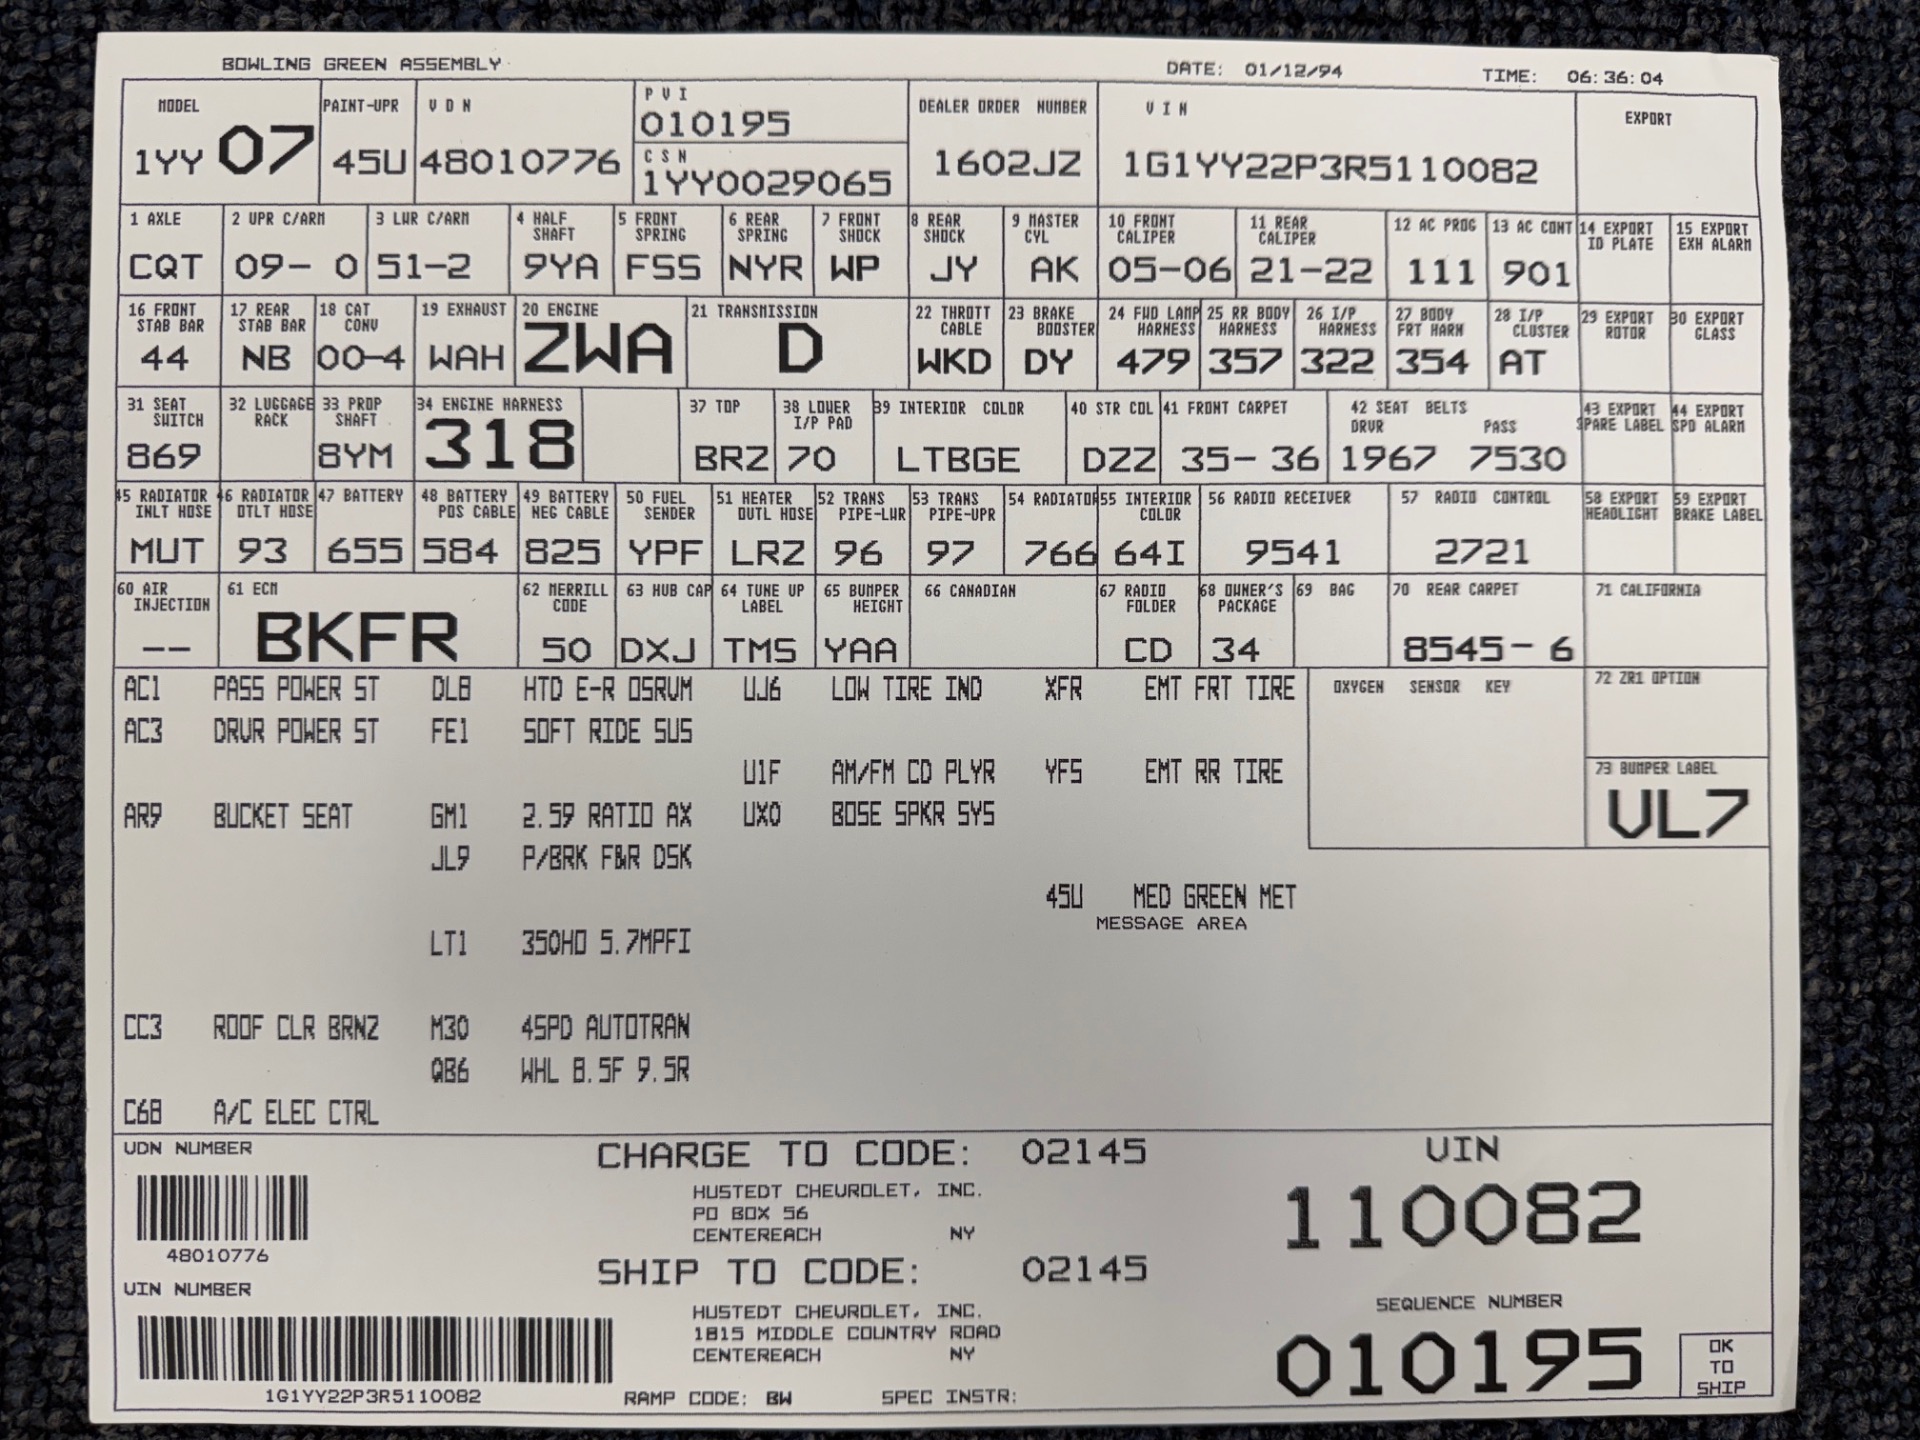 BOWLING GREEN ASSEMBLY DATE: 01/12/94 TIME: 06:36:04
MODEL PAINT-UPR VDN PVI DEALER ORDER NUMBER VIN EXPORT
010195
1YY 07 45U 48010776 CSN 1602JZ 1G1YY22P3R5110082
1YY0029065
1 AXLE 2 UPR C/ARM 3 LWR C/ARM 4 HALF SHAFT 5 FRONT SPRING 6 REAR SPRING 7 FRONT SHOCK 8 REAR SHOCK 9 MASTER CYL 10 FRONT CALIPER 11 REAR CALIPER 12 AC PROG 13 AC CONT 14 EXPORT ID PLATE 15 EXPORT EXH ALARM
CQT 09- 0 51-2 9YA FSS NYR WP JY AK 05-06 21-22 111 901
16 FRONT STAB BAR 17 REAR STAB BAR 18 CAT CONV 19 EXHAUST 20 ENGINE 21 TRANSMISSION 22 THROTT CABLE 23 BRAKE BOOSTER 24 FWD LAMP HARNESS 25 RR BODY HARNESS 26 I/P HARNESS 27 BODY FRT HARN 28 I/P CLUSTER 29 EXPORT ROTOR 30 EXPORT GLASS
44 NB 00-4 WAH ZWA D WKD DY 479 357 322 354 AT
31 SEAT SWITCH 32 LUGGAGE RACK 33 PROP SHAFT 34 ENGINE HARNESS 37 TOP 38 LOWER I/P PAD 39 INTERIOR COLOR 40 STR COL 41 FRONT CARPET 42 SEAT BELTS DRVR PASS 43 EXPORT SPARE LABEL 44 EXPORT SPD ALARM
869 8YM 318 BRZ 70 LTBGE DZZ 35- 36 1967 7530
45 RADIATOR INLT HOSE 46 RADIATOR OTLT HOSE 47 BATTERY 48 BATTERY POS CABLE 49 BATTERY NEG CABLE 50 FUEL SENDER 51 HEATER OUTL HOSE 52 TRANS PIPE-LWR 53 TRANS PIPE-UPR 54 RADIATOR 55 INTERIOR COLOR 56 RADIO RECEIVER 57 RADIO CONTROL 58 EXPORT HEADLIGHT 59 EXPORT BRAKE LABEL
MUT 93 655 584 825 YPF LRZ 96 97 766 64I 9541 2721
60 AIR INJECTION 61 ECM 62 MERRILL CODE 63 HUB CAP 64 TUNE UP LABEL 65 BUMPER HEIGHT 66 CANADIAN 67 RADIO FOLDER 68 OWNER'S PACKAGE 69 BAG 70 REAR CARPET 71 CALIFORNIA
-- BKFR 50 DXJ TMS YAA CD 34 8545- 6
AC1 PASS POWER ST DL8 HTD E-R OSRVM UJ6 LOW TIRE IND XFR EMT FRT TIRE OXYGEN SENSOR KEY 72 ZR1 OPTION
AC3 DRVR POWER ST FE1 SOFT RIDE SUS
U1F AM/FM CD PLYR YFS EMT RR TIRE 73 BUMPER LABEL
AR9 BUCKET SEAT GM1 2.59 RATIO AX UX0 BOSE SPKR SYS VL7
JL9 P/BRK F&R DSK
45U MED GREEN MET
MESSAGE AREA
LT1 350HO 5.7MPFI
CC3 ROOF CLR BRNZ M30 4SPD AUTOTRAN
QB6 WHL 8.5F 9.5R
C68 A/C ELEC CTRL
VDN NUMBER CHARGE TO CODE: 02145 VIN
HUSTEDT CHEVROLET, INC. 110082
PO BOX 56
CENTEREACH NY
48010776 SHIP TO CODE: 02145
VIN NUMBER
HUSTEDT CHEVROLET, INC. SEQUENCE NUMBER
1815 MIDDLE COUNTRY ROAD 010195
CENTEREACH NY OK TO SHIP
1G1YY22P3R5110082 RAMP CODE: BW SPEC INSTR: